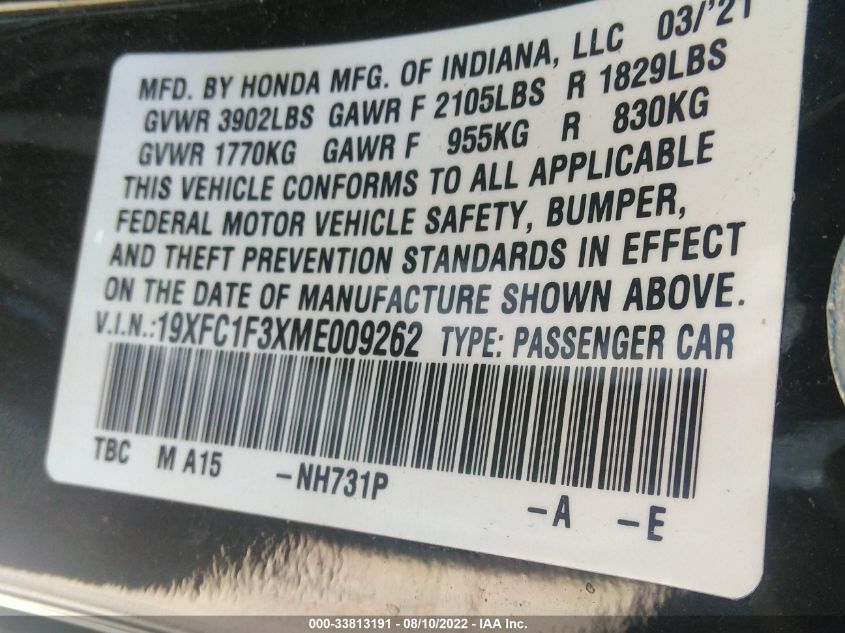 MFD. BY HONDA MFG. OF INDIANA, LLC 03/'21
GVWR 3902LBS GAWR F 2105LBS R 1829LBS
GVWR 1770KG GAWR F 955KG R 830KG
THIS VEHICLE CONFORMS TO ALL APPLICABLE
FEDERAL MOTOR VEHICLE SAFETY, BUMPER,
AND THEFT PREVENTION STANDARDS IN EFFECT
ON THE DATE OF MANUFACTURE SHOWN ABOVE.
V.I.N.:19XFC1F3XME009262 TYPE: PASSENGER CAR
TBC M A15 -NH731P -A -E
000-33813191 - 08/10/2022 - IAA Inc.